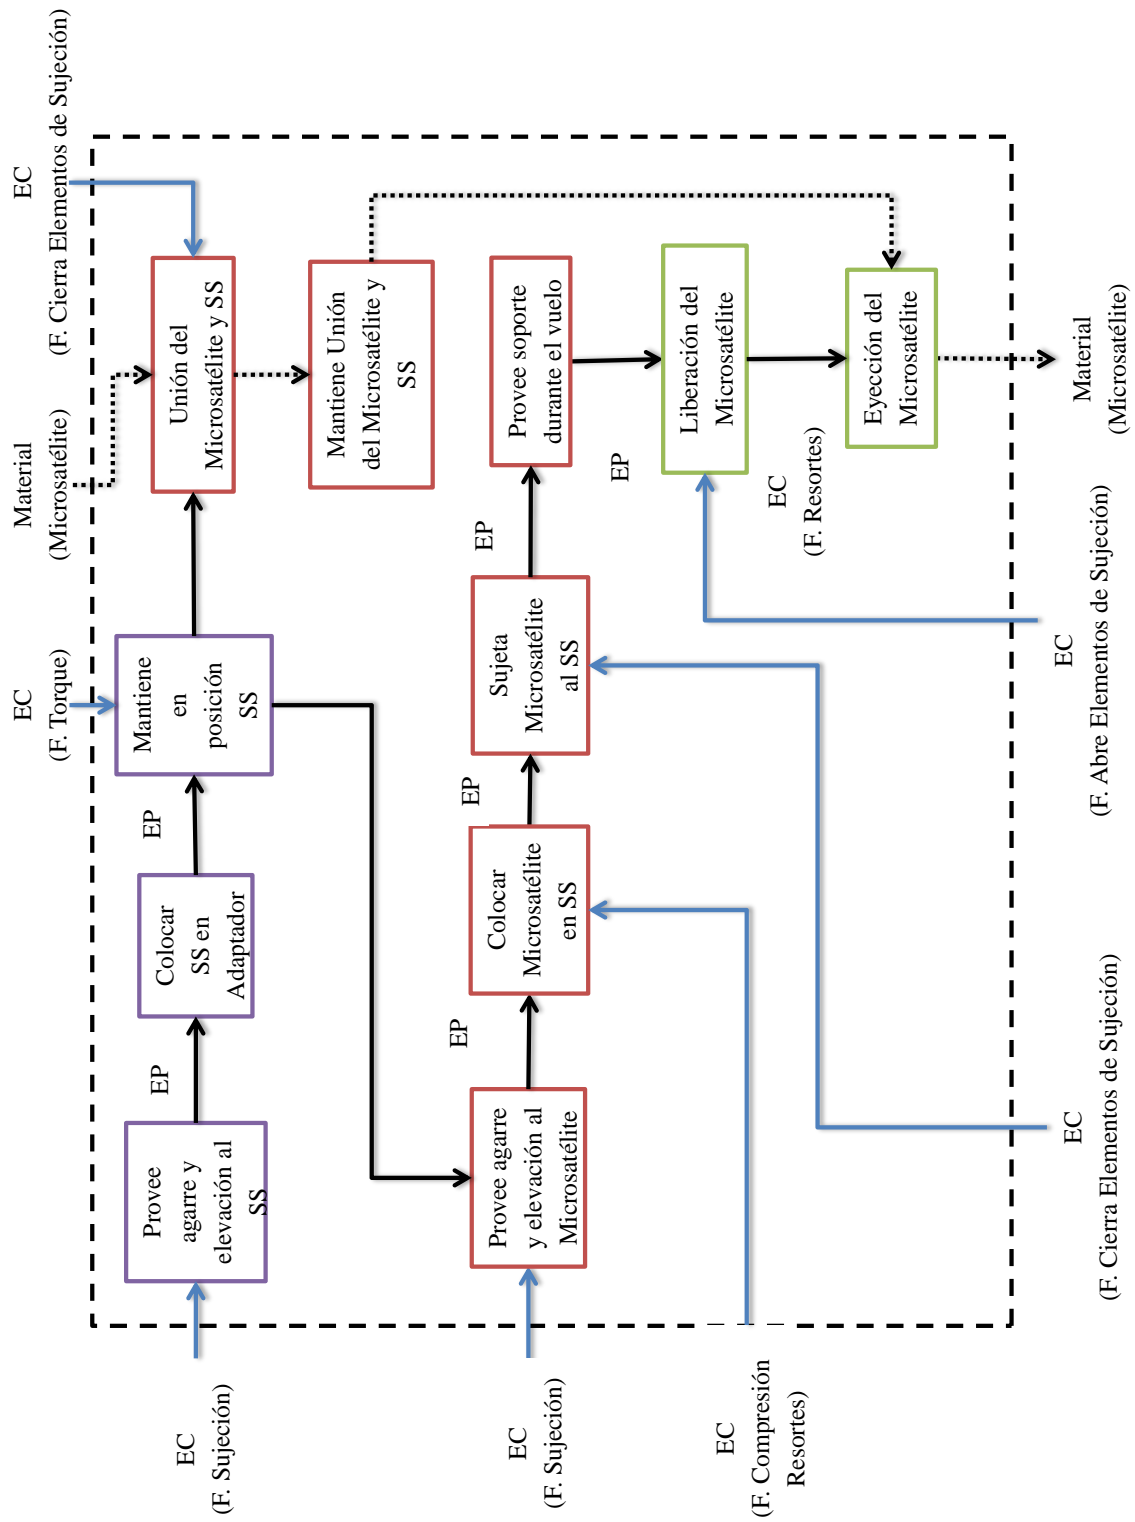 EC
(F. Sujeción)
Provee
agarre y
elevación al
SS
EP
Colocar
SS en
Adaptador
EP
EC
(F. Torque)
Mantiene
en
posición
SS
Material
(Microsatélite)
EC
(F. Cierra Elementos de Sujeción)
Unión del
Microsatélite y SS
Mantiene Unión
del Microsatélite y
SS
EC
(F. Sujeción)
Provee agarre
y elevación al
Microsatélite
EP
Colocar
Microsatélite
en SS
EP
Sujeta
Microsatélite
al SS
EP
Provee soporte
durante el vuelo
EP
Liberación del
Microsatélite
EC
(F. Resortes)
Eyección del
Microsatélite
EC
(F. Compresión
Resortes)
EC
(F. Cierra Elementos de Sujeción)
EC
(F. Abre Elementos de Sujeción)
Material
(Microsatélite)